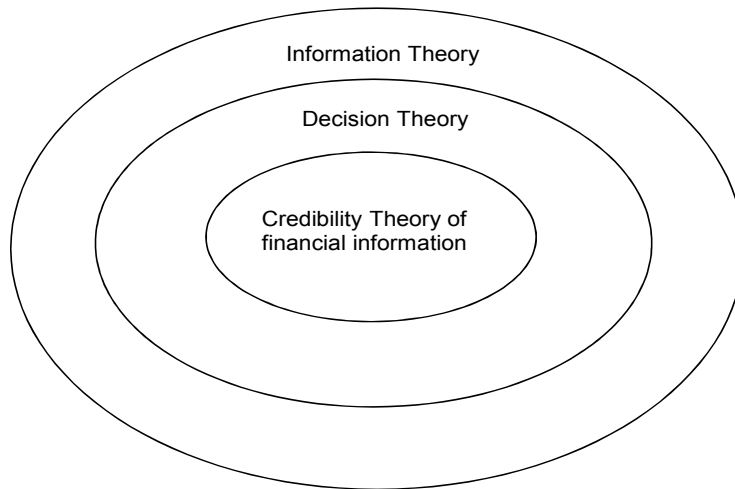 Information Theory
Decision Theory
Credibility Theory of
financial information